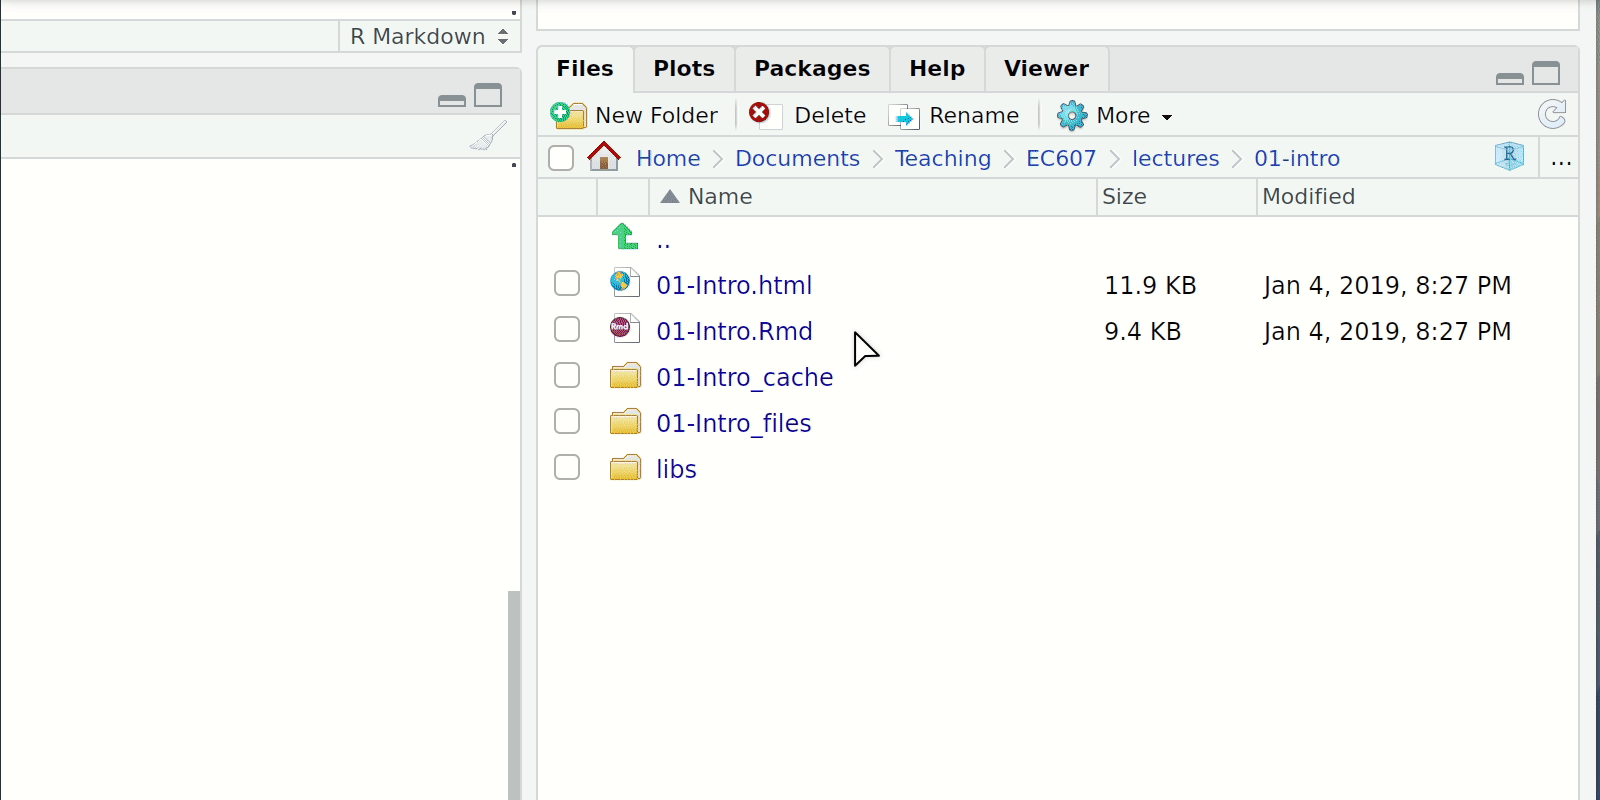 R Markdown
Files Plots Packages Help Viewer
New Folder Delete Rename More
Home Documents Teaching EC607 lectures 01-intro R ...
Name Size Modified
..
01-Intro.html 11.9 KB Jan 4, 2019, 8:27 PM
Rmd 01-Intro.Rmd 9.4 KB Jan 4, 2019, 8:27 PM
01-Intro_cache
01-Intro_files
libs